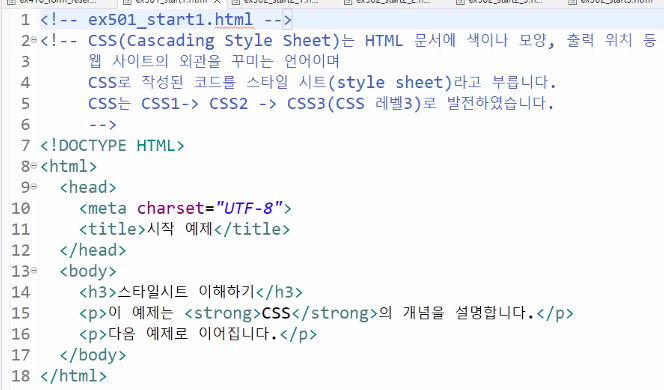 ex501_start1.html
1 <!-- ex501_start1.html -->
2 <!-- CSS(Cascading Style Sheet)는 HTML 문서에 색이나 모양, 출력 위치 등
3 웹 사이트의 외관을 꾸미는 언어이며
4 CSS로 작성된 코드를 스타일 시트(style sheet)라고 부릅니다.
5 CSS는 CSS1-> CSS2 -> CSS3(CSS 레벨3)로 발전하였습니다.
6 -->
7 <!DOCTYPE HTML>
8 <html>
9 <head>
10 <meta charset="UTF-8">
11 <title>시작 예제</title>
12 </head>
13 <body>
14 <h3>스타일시트 이해하기</h3>
15 <p>이 예제는 <strong>CSS</strong>의 개념을 설명합니다.</p>
16 <p>다음 예제로 이어집니다.</p>
17 </body>
18 </html>